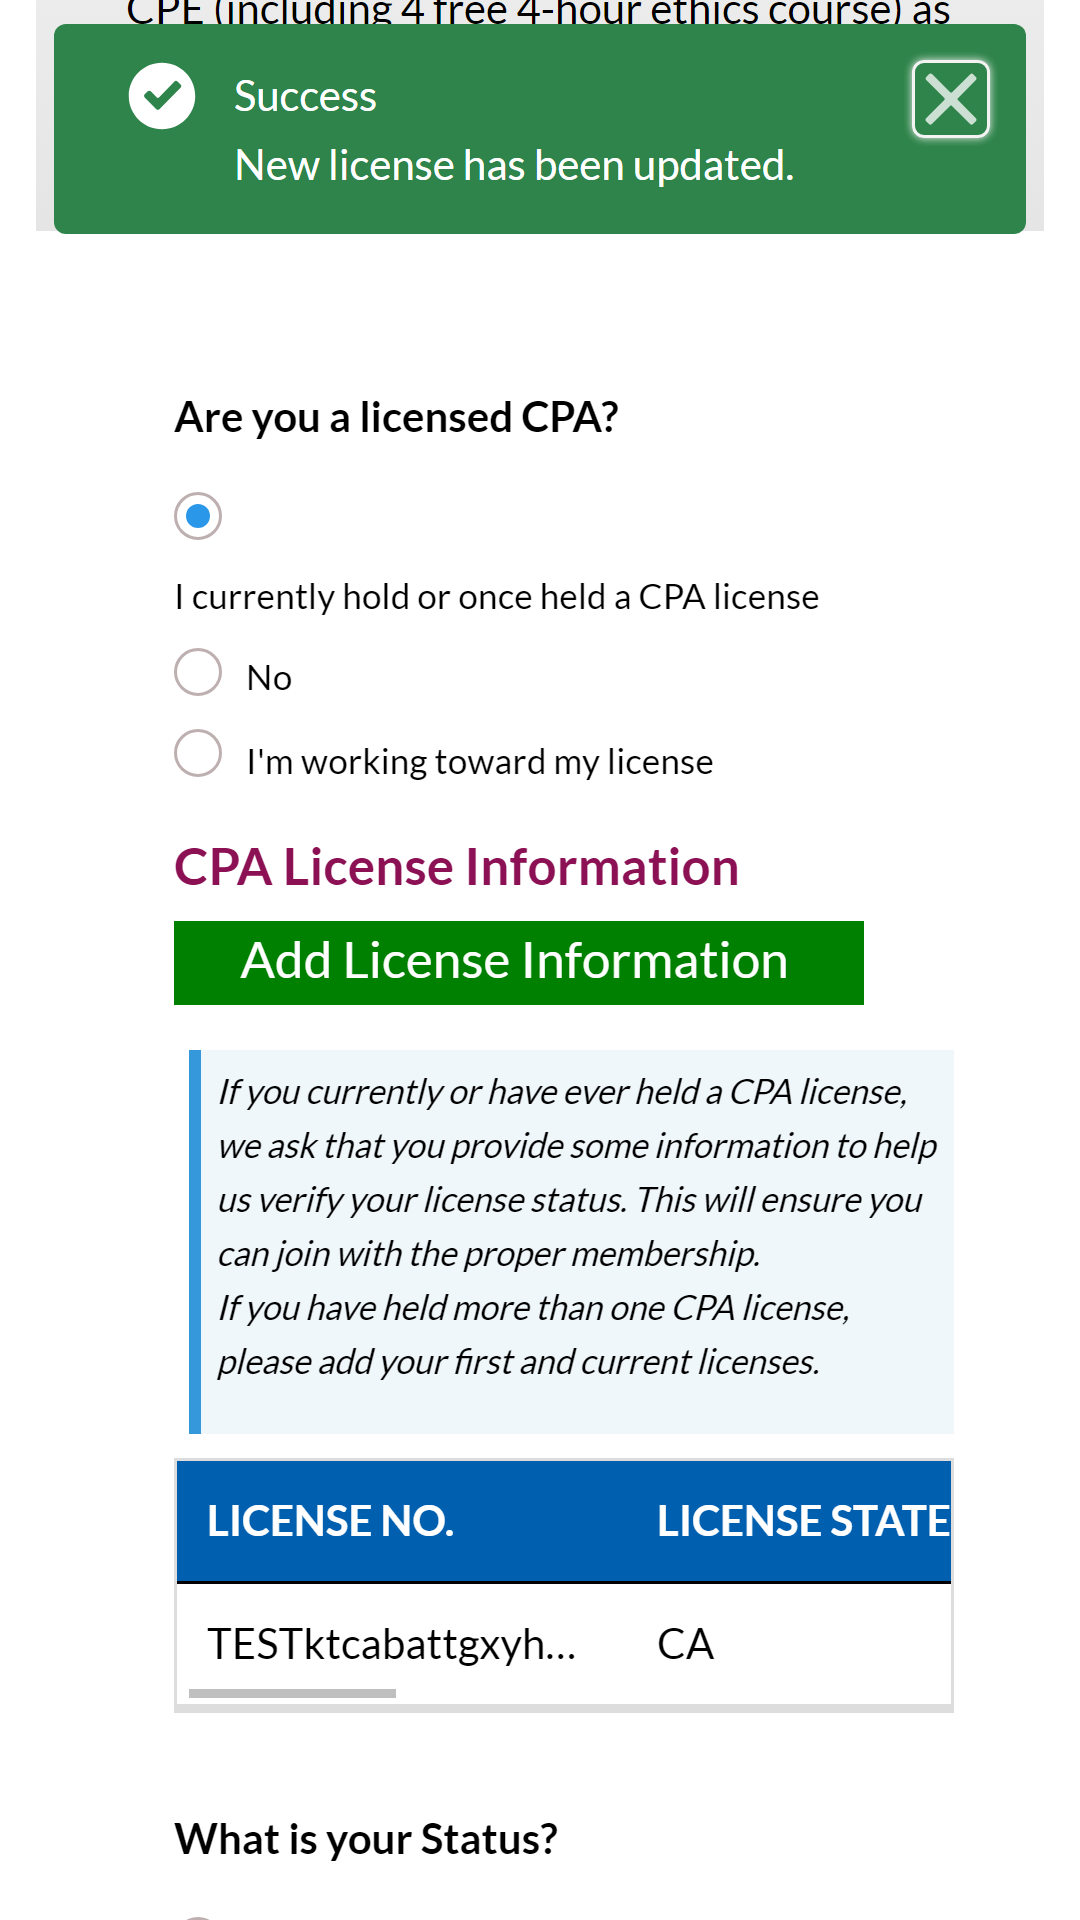 CPE (including 4 free 4-hour ethics course) as
Success
New license has been updated.
Are you a licensed CPA?
I currently hold or once held a CPA license
No
I'm working toward my license
CPA License Information
Add License Information
If you currently or have ever held a CPA license,
we ask that you provide some information to help
us verify your license status. This will ensure you
can join with the proper membership.
If you have held more than one CPA license,
please add your first and current licenses.
LICENSE NO. LICENSE STATE
TESTktcabattgxyh... CA
What is your Status?